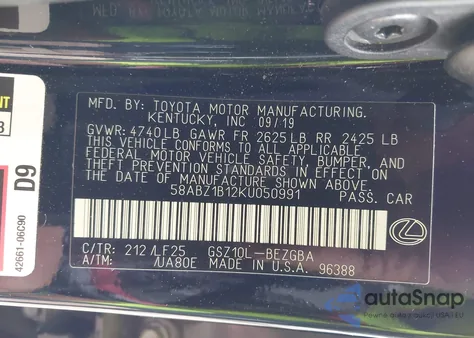 MFD. BY: TOYOTA MOTOR MANUFACTURING,
KENTUCKY, INC 09/19
GVWR: 4740LB GAWR FR 2625LB RR 2425 LB
THIS VEHICLE CONFORMS TO ALL APPLICABLE
FEDERAL MOTOR VEHICLE SAFETY, BUMPER, AND
THEFT PREVENTION STANDARDS IN EFFECT ON
THE DATE OF MANUFACTURE SHOWN ABOVE.
58ABZ1B12KU050991 PASS. CAR
C/TR: 212/LF25 GSZ10L-BEZGBA
A/TM: /UA80E MADE IN U.S.A. 96388
D9
42661-06C90
autoSnap